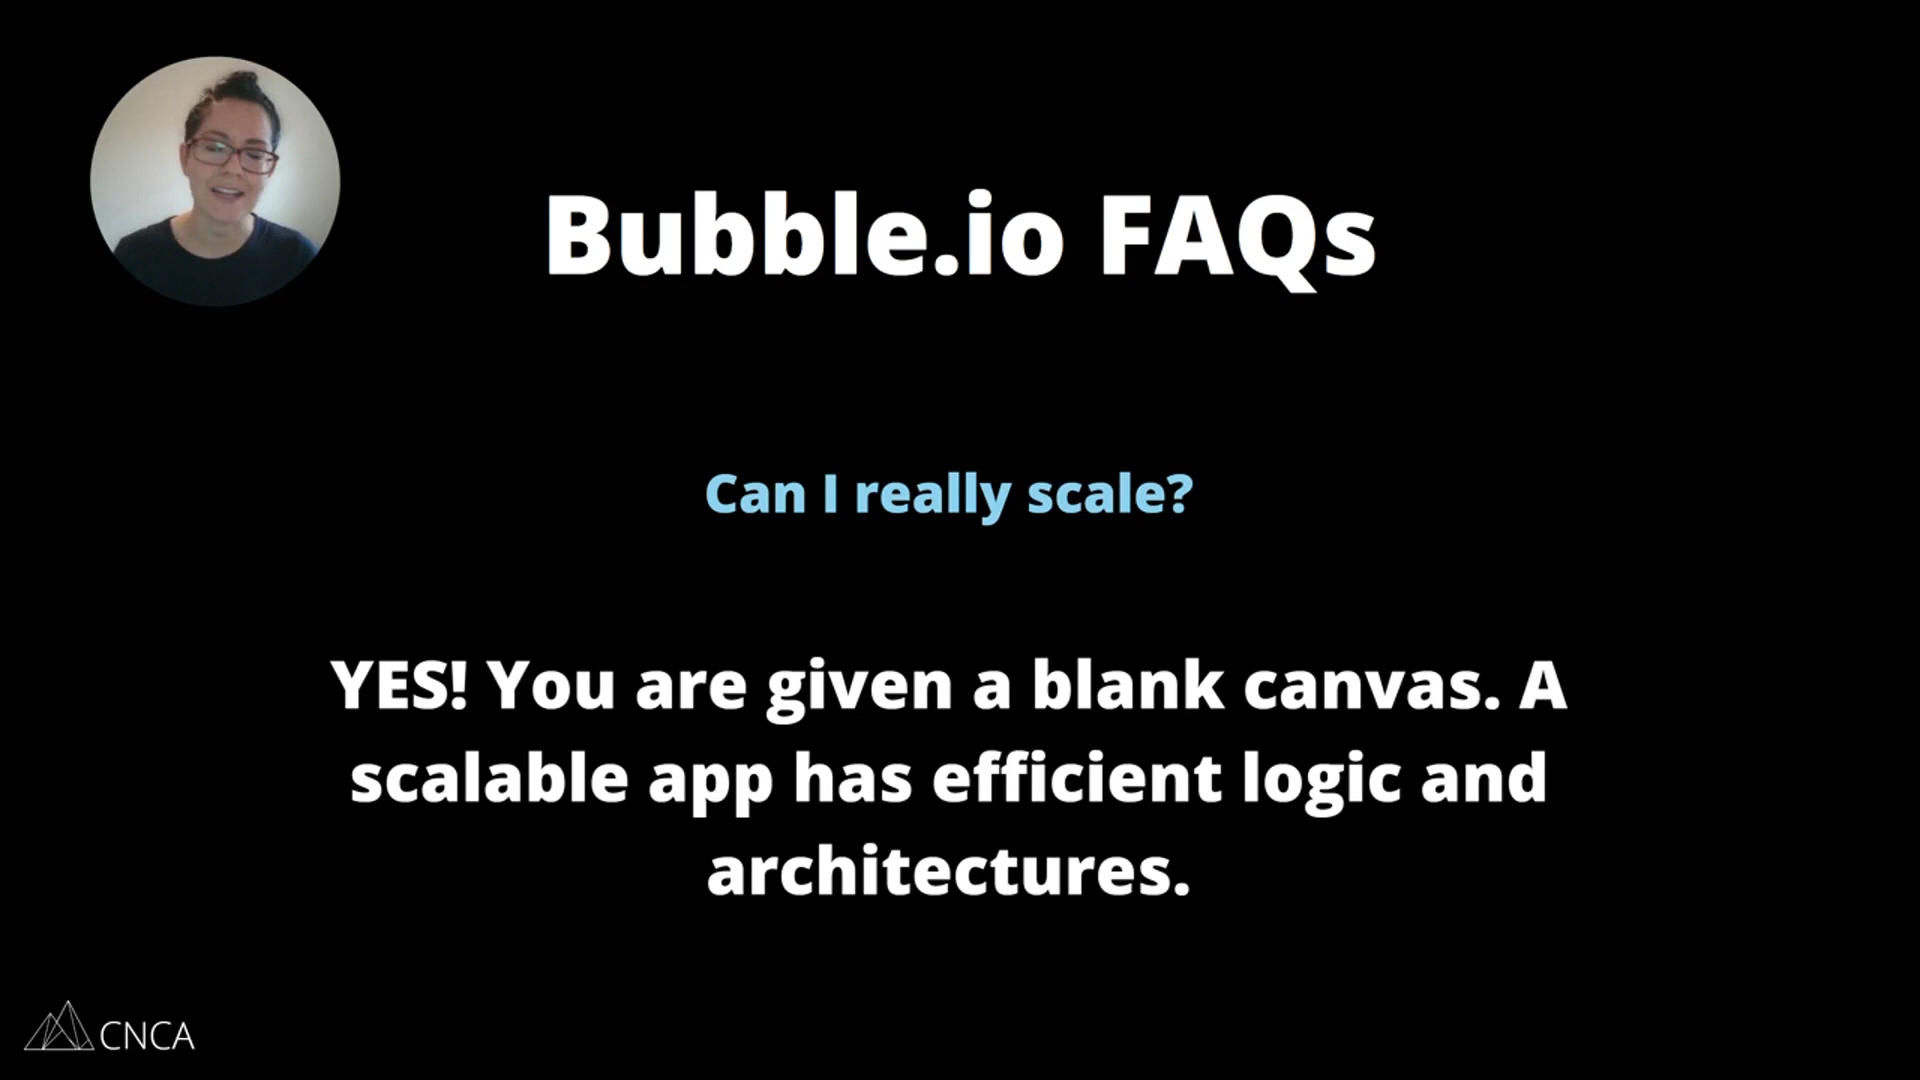 Bubble.io FAQs
Can I really scale?
YES! You are given a blank canvas. A
scalable app has efficient logic and
architectures.
CNCA